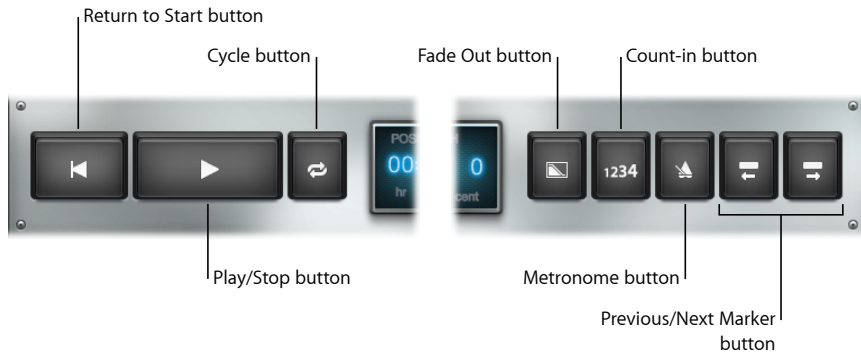 Return to Start button
Cycle button
Fade Out button
Count-in button
POS
00:
0
hr
cent
1234
Play/Stop button
Metronome button
Previous/Next Marker
button